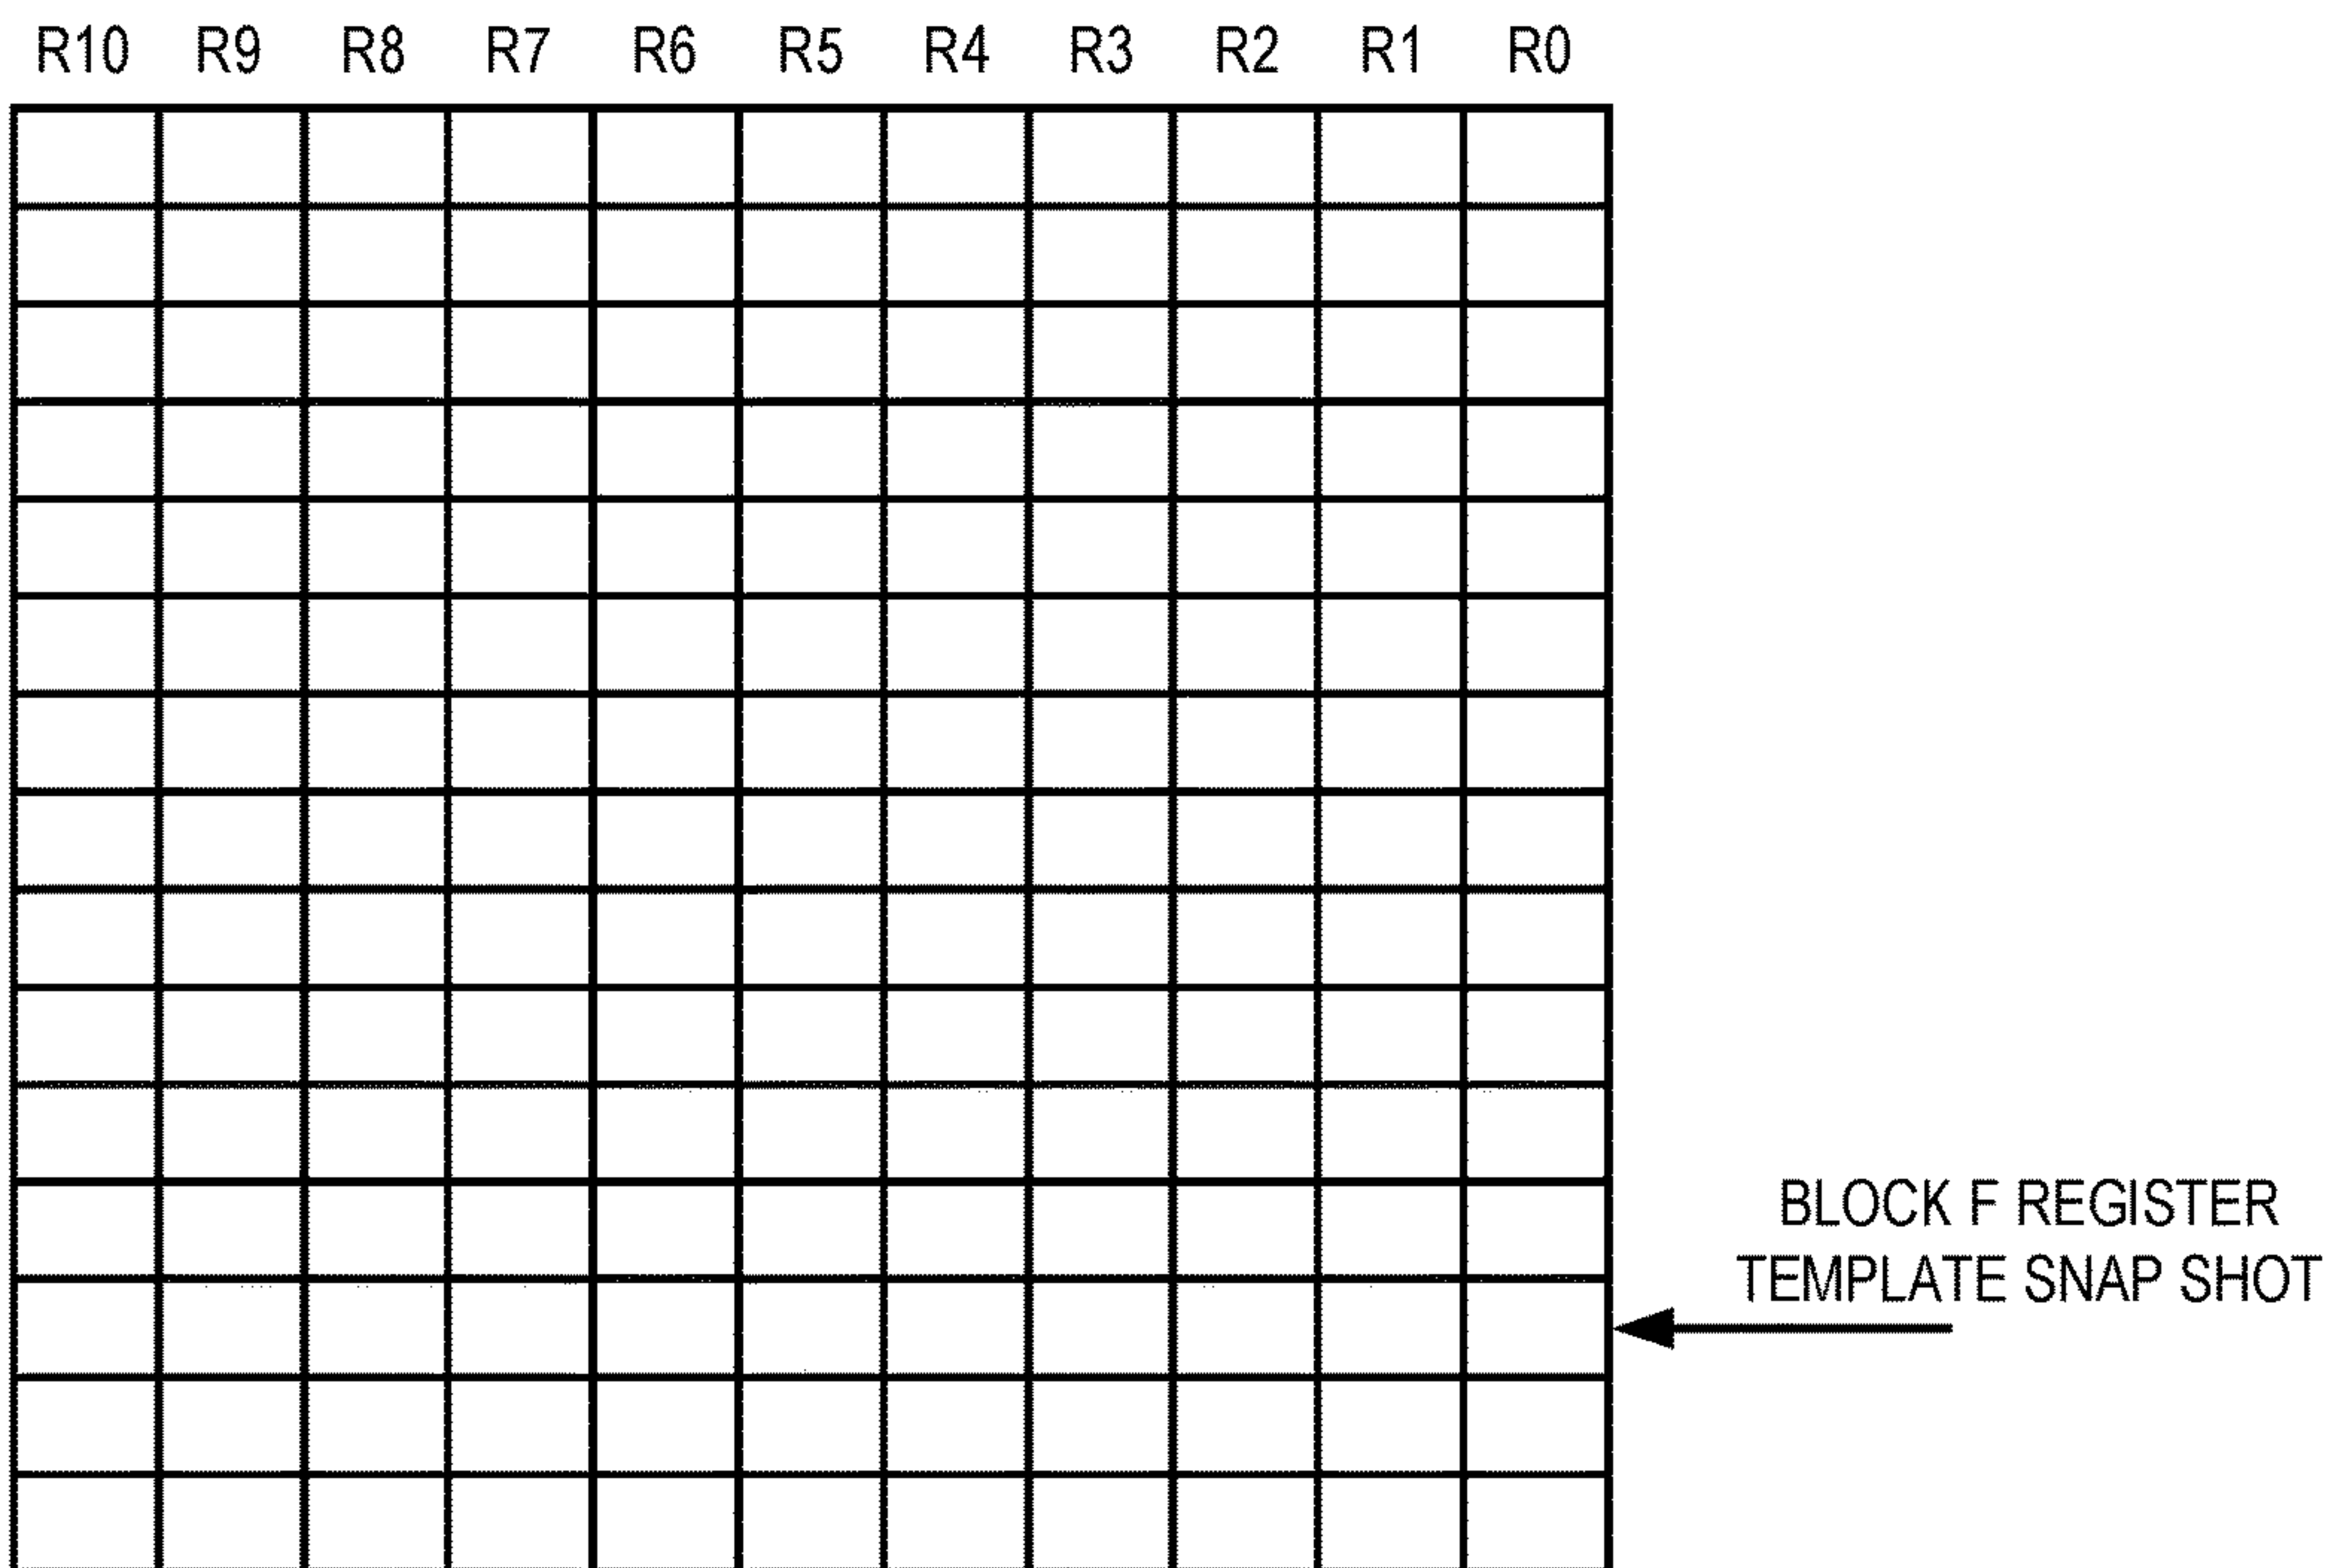 R10 R9 R8 R7 R6 R5 R4 R3 R2 R1 R0
BLOCK F REGISTER
TEMPLATE SNAP SHOT